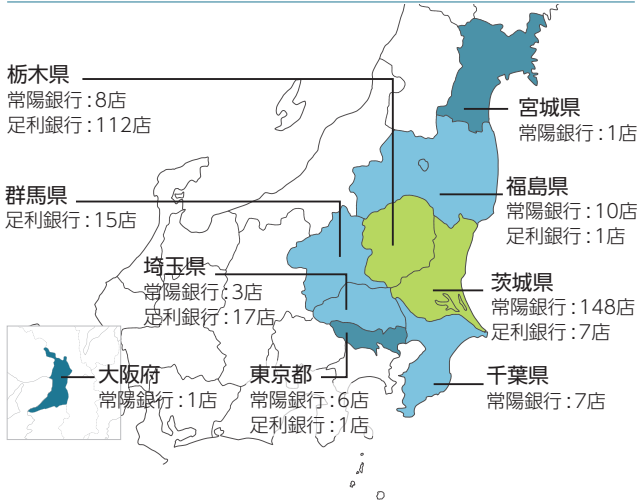 栃木県
常陽銀行：8店
足利銀行：112店
宮城県
常陽銀行：1店
群馬県
足利銀行：15店
福島県
常陽銀行：10店
足利銀行：1店
埼玉県
常陽銀行：3店
足利銀行：17店
茨城県
常陽銀行：148店
足利銀行：7店
大阪府
常陽銀行：1店
東京都
常陽銀行：6店
足利銀行：1店
千葉県
常陽銀行：7店